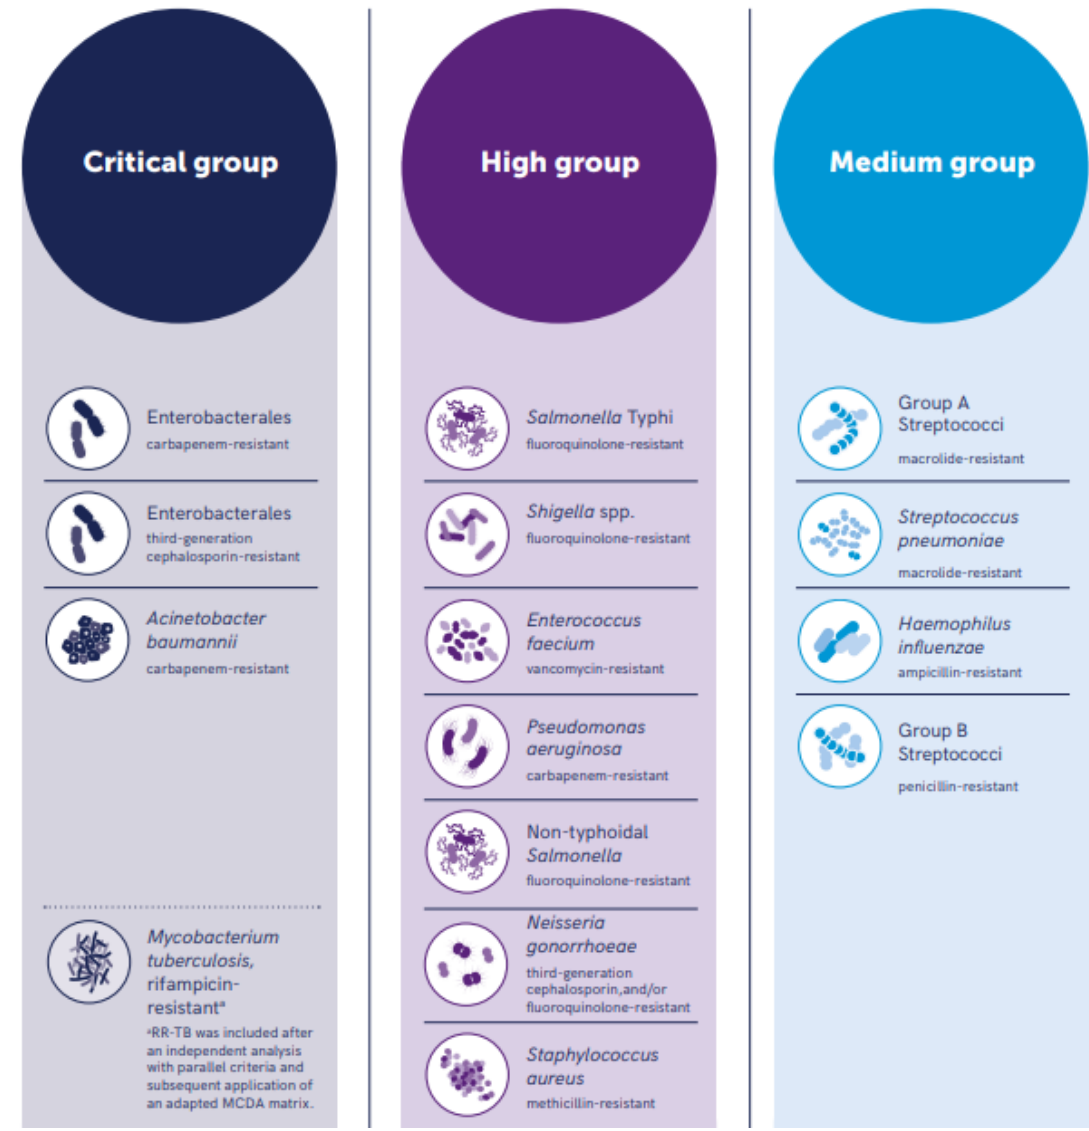 Critical group
Enterobacterales
carbapenem-resistant
Enterobacterales
third-generation
cephalosporin-resistant
Acinetobacter
baumannii
carbapenem-resistant
Mycobacterium
tuberculosis,
rifampicin-
resistantᵃ
ᵃRR-TB was included after
an independent analysis
with parallel criteria and
subsequent application of
an adapted MCDA matrix.
High group
Salmonella Typhi
fluoroquinolone-resistant
Shigella spp.
fluoroquinolone-resistant
Enterococcus
faecium
vancomycin-resistant
Pseudomonas
aeruginosa
carbapenem-resistant
Non-typhoidal
Salmonella
fluoroquinolone-resistant
Neisseria
gonorrhoeae
third-generation
cephalosporin,and/or
fluoroquinolone-resistant
Staphylococcus
aureus
methicillin-resistant
Medium group
Group A
Streptococci
macrolide-resistant
Streptococcus
pneumoniae
macrolide-resistant
Haemophilus
influenzae
ampicillin-resistant
Group B
Streptococci
penicillin-resistant